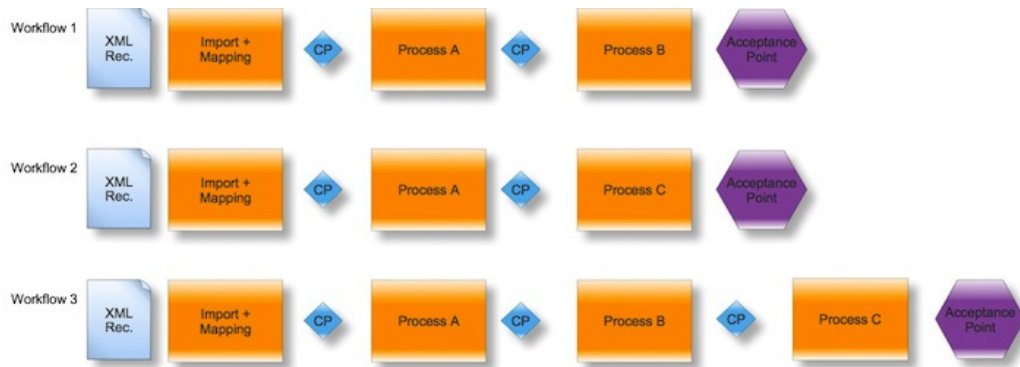 Workflow 1
XML
Rec.
Import +
Mapping
CP
Process A
CP
Process B
Acceptance
Point
Workflow 2
XML
Rec.
Import +
Mapping
CP
Process A
CP
Process C
Acceptance
Point
Workflow 3
XML
Rec.
Import +
Mapping
CP
Process A
CP
Process B
CP
Process C
Acceptance
Point